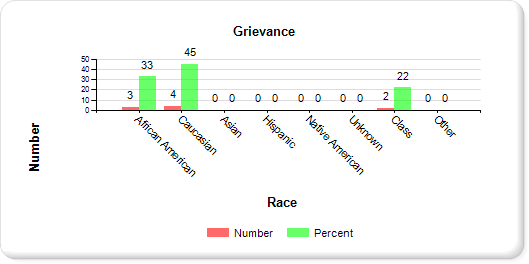 Grievance
Number
50
40
30
20
10
0
3 33 4 45 0 0 0 0 0 0 0 0 2 22 0 0
African American
Caucasian
Asian
Hispanic
Native American
Unknown
Class
Other
Race
Number Percent